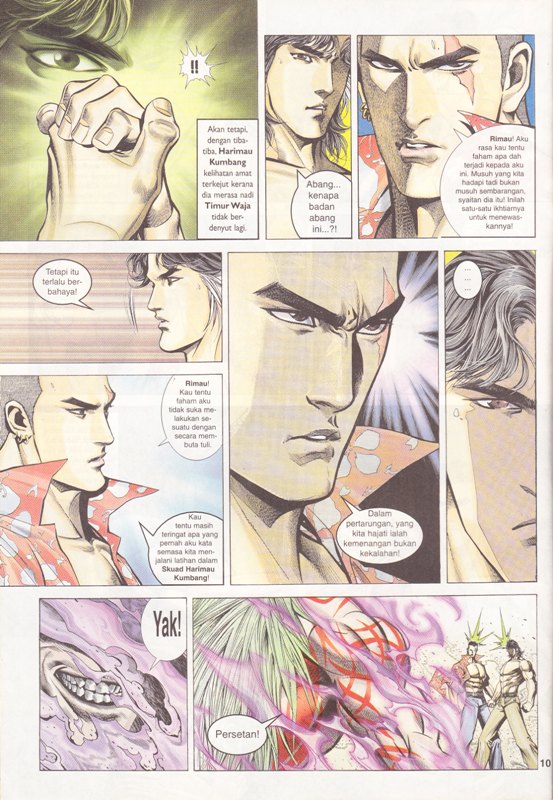 !!
Akan tetapi,
dengan tiba-
tiba, Harimau
Kumbang
kelihatan amat
terkejut kerana
dia merasa nadi
Timur Waja
tidak ber-
denyut lagi.
Abang...
kenapa
badan
abang
ini...?!
Rimau! Aku
rasa kau tentu
faham apa dah
terjadi kepada aku
ini. Musuh yang kita
hadapi tadi bukan
musuh sembarangan,
syaitan dia itu! Inilah
satu-satu ikhtiarnya
untuk menewas-
kannya!
Tetapi itu
terlalu ber-
bahaya!
Rimau!
Kau tentu
faham aku
tidak suka me-
lakukan se-
suatu dengan
secara mem-
buta tuli.
Kau
tentu masih
teringat apa yang
pernah aku kata
semasa kita men-
jalani latihan dalam
Skuad Harimau
Kumbang!
Dalam
pertarungan, yang
kita hajati ialah
kemenangan bukan
kekalahan!
...
...
...
Yak!
Persetan!
10